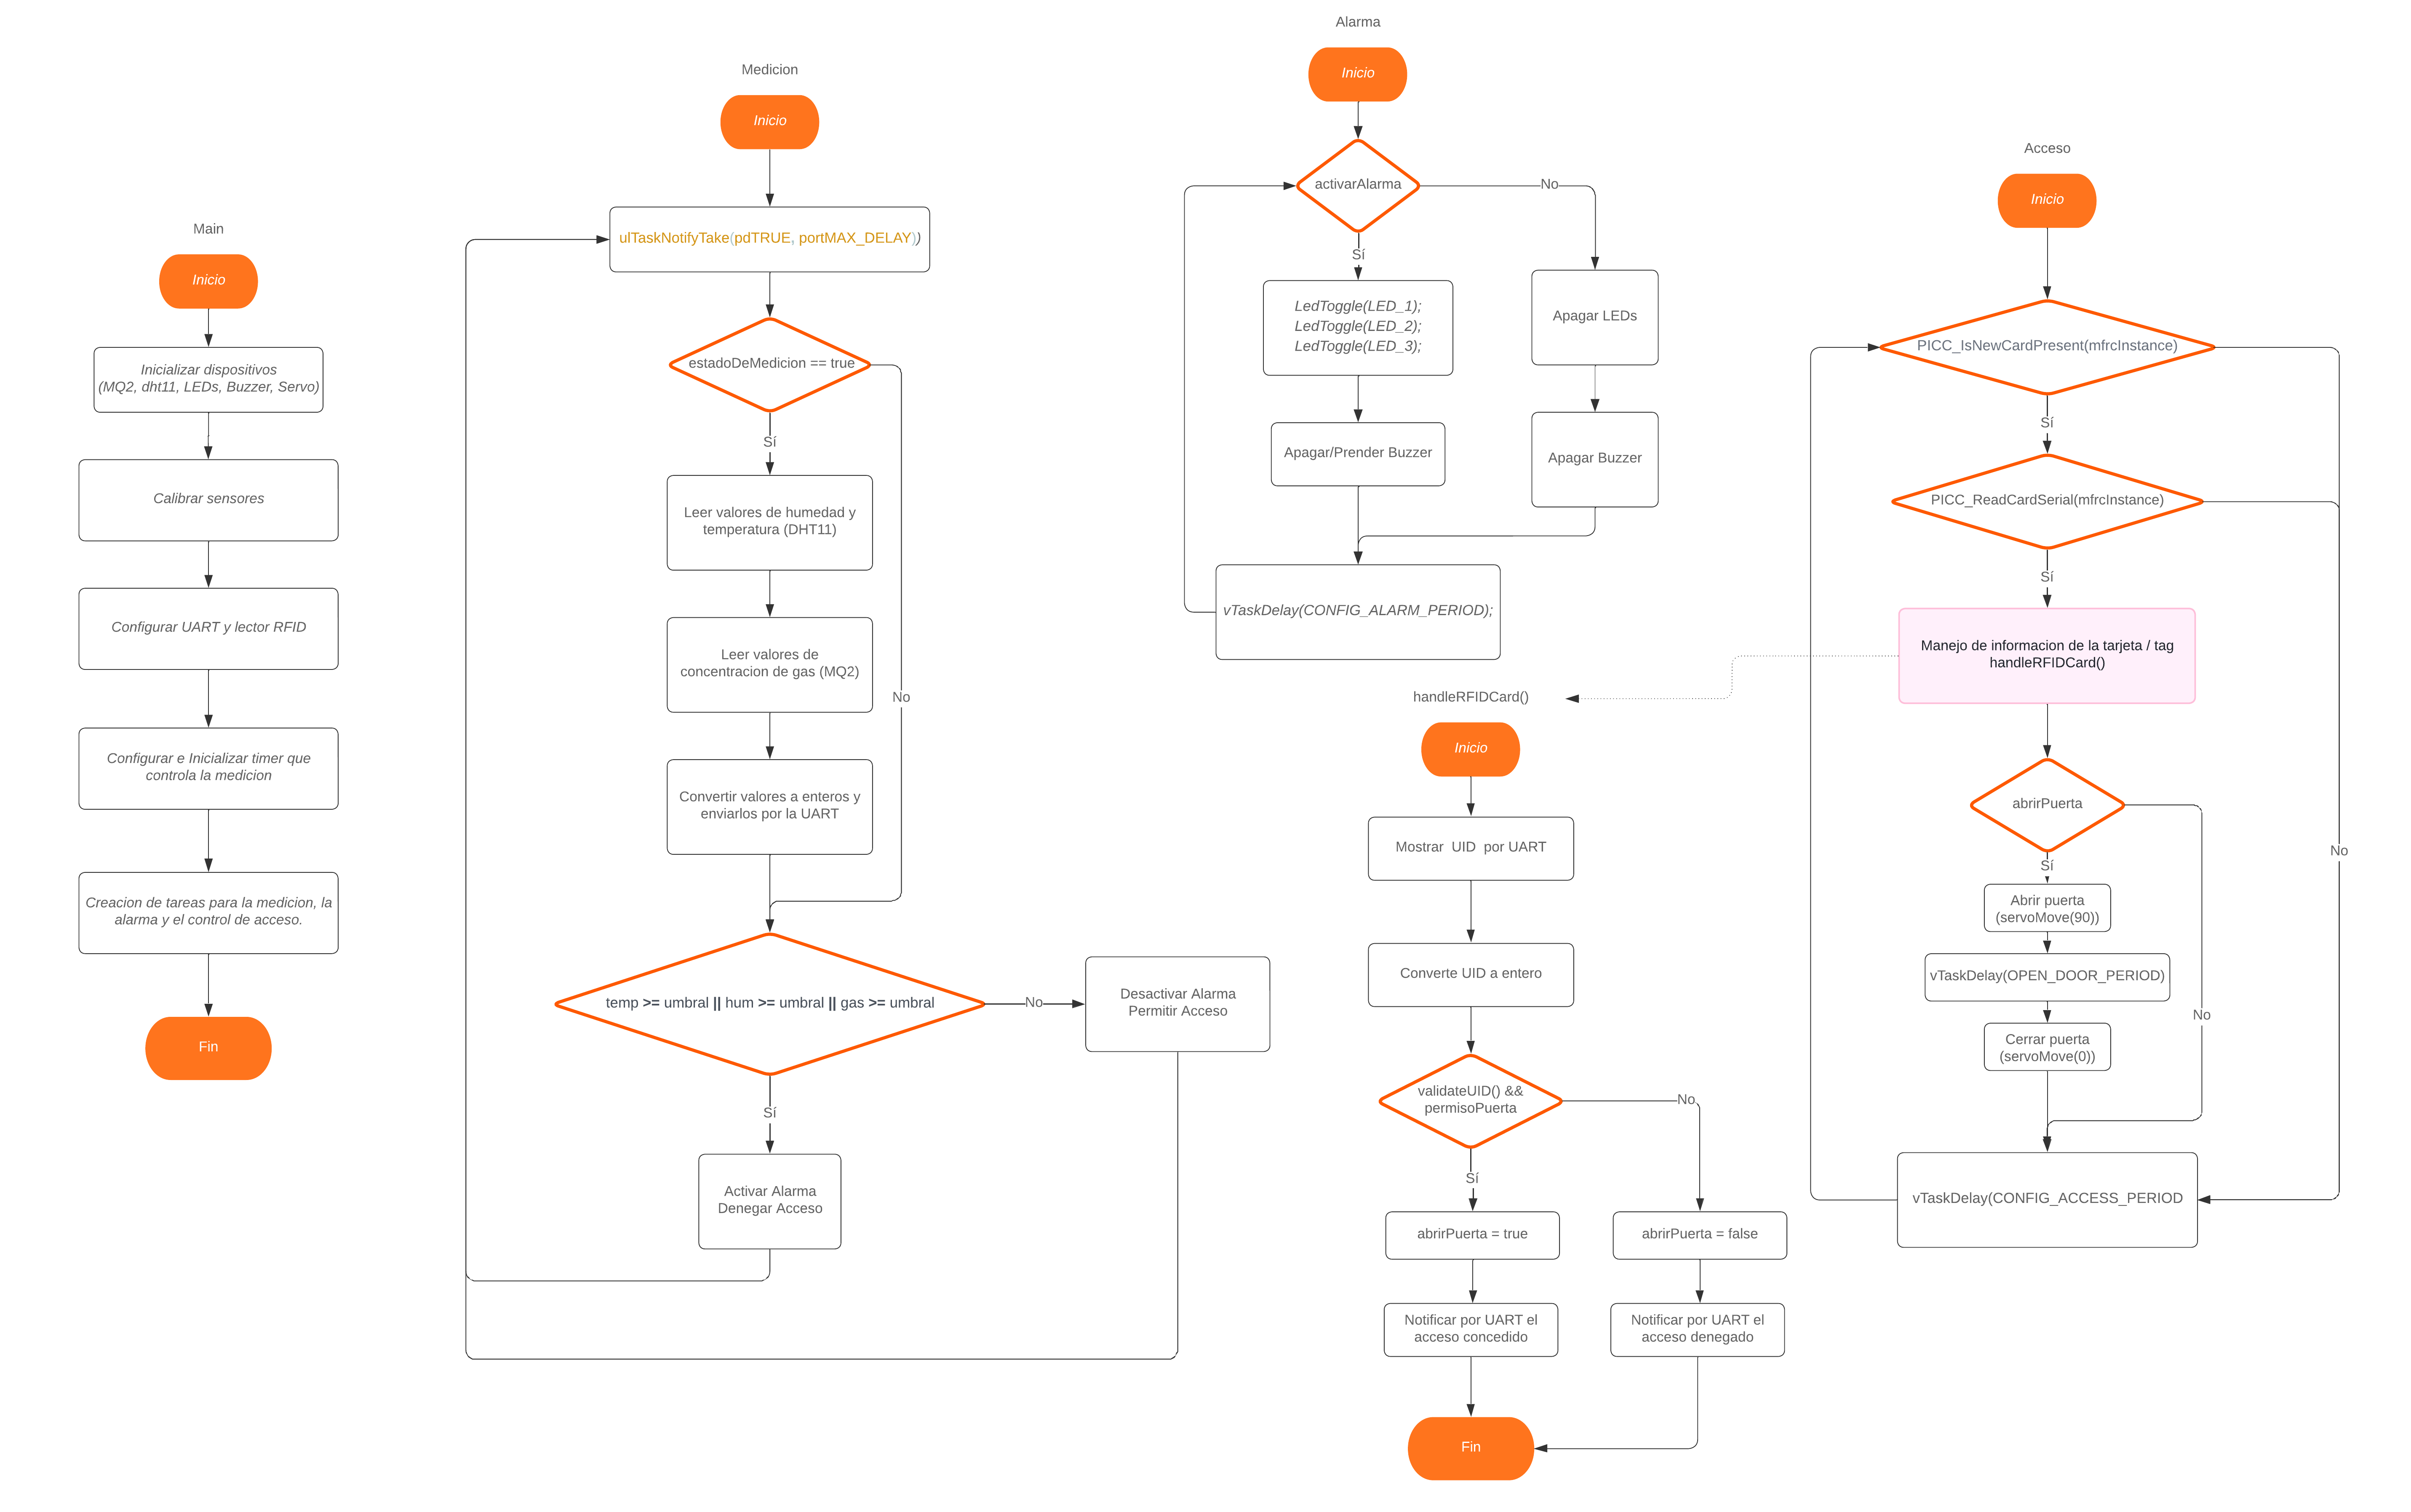 Main
Inicio
Inicializar dispositivos
(MQ2, dht11, LEDs, Buzzer, Servo)
Calibrar sensores
Configurar UART y lector RFID
Configurar e Inicializar timer que
controla la medicion
Creacion de tareas para la medicion, la
alarma y el control de acceso.
Fin
Medicion
Inicio
ulTaskNotifyTake(pdTRUE, portMAX_DELAY))
estadoDeMedicion == true
Sí
No
Leer valores de humedad y
temperatura (DHT11)
Leer valores de
concentracion de gas (MQ2)
Convertir valores a enteros y
enviarlos por la UART
temp >= umbral || hum >= umbral || gas >= umbral
No
Desactivar Alarma
Permitir Acceso
Sí
Activar Alarma
Denegar Acceso
Alarma
Inicio
activarAlarma
No
Sí
LedToggle(LED_1);
LedToggle(LED_2);
LedToggle(LED_3);
Apagar/Prender Buzzer
Apagar LEDs
Apagar Buzzer
vTaskDelay(CONFIG_ALARM_PERIOD);
handleRFIDCard()
Inicio
Mostrar  UID  por UART
Converte UID a entero
validateUID() &&
permisoPuerta
No
Sí
abrirPuerta = true
Notificar por UART el
acceso concedido
abrirPuerta = false
Notificar por UART el
acceso denegado
Fin
Acceso
Inicio
PICC_IsNewCardPresent(mfrcInstance)
Sí
PICC_ReadCardSerial(mfrcInstance)
Sí
Manejo de informacion de la tarjeta / tag
handleRFIDCard()
abrirPuerta
Sí
Abrir puerta
(servoMove(90))
vTaskDelay(OPEN_DOOR_PERIOD)
Cerrar puerta
(servoMove(0))
No
No
vTaskDelay(CONFIG_ACCESS_PERIOD